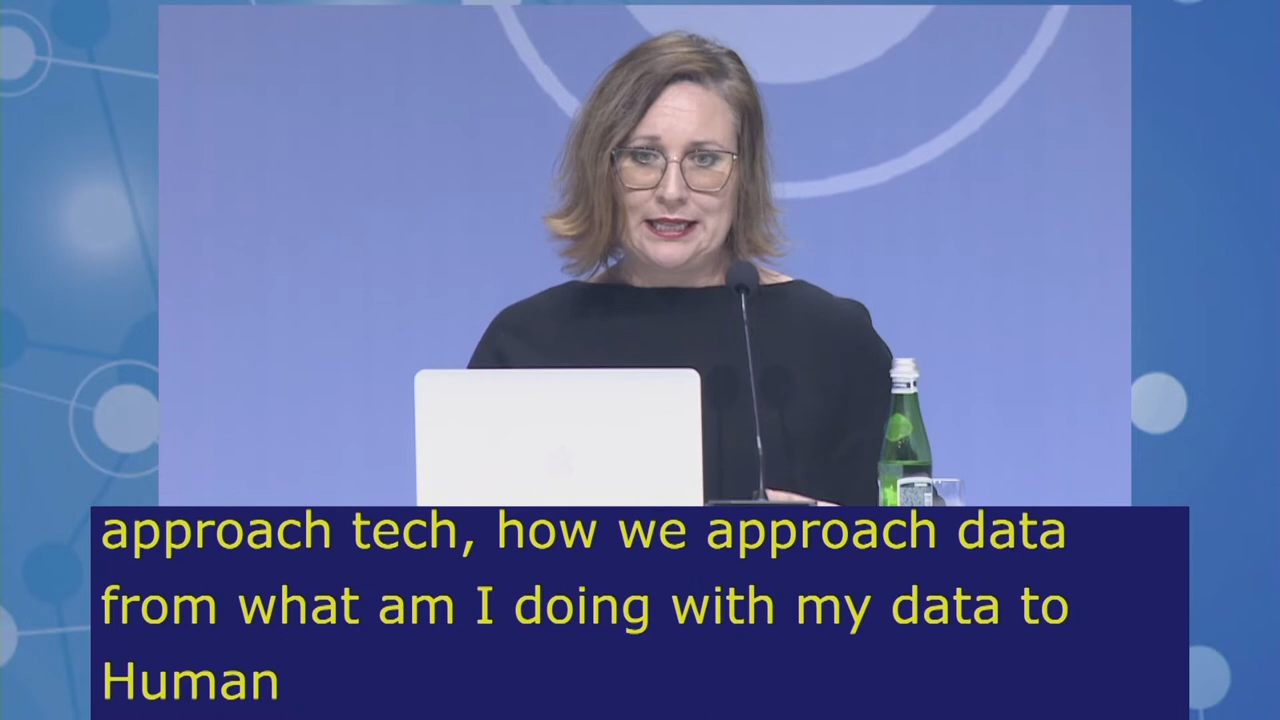 approach tech, how we approach data
from what am I doing with my data to
Human